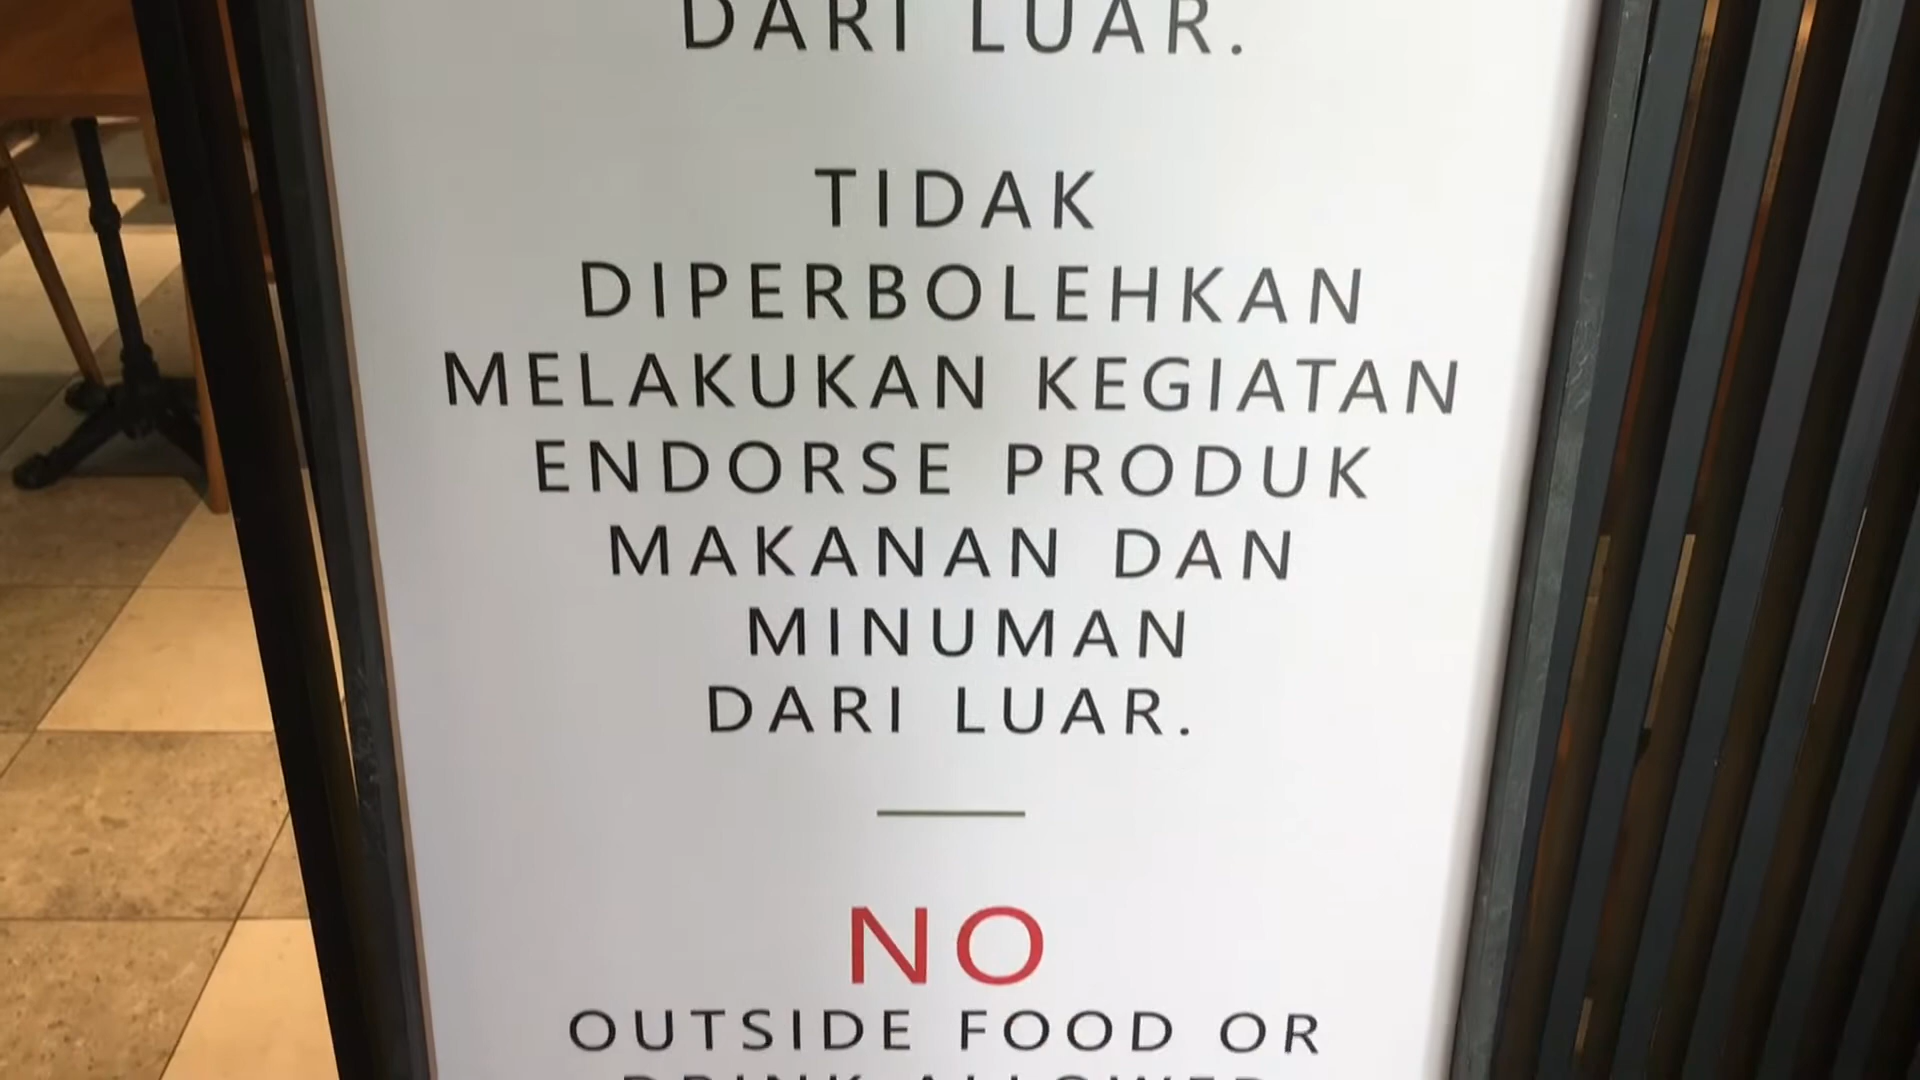 DARI LUAR.
TIDAK
DIPERBOLEHKAN
MELAKUKAN KEGIATAN
ENDORSE PRODUK
MAKANAN DAN
MINUMAN
DARI LUAR.
NO
OUTSIDE FOOD OR
DRINK ALLOWED